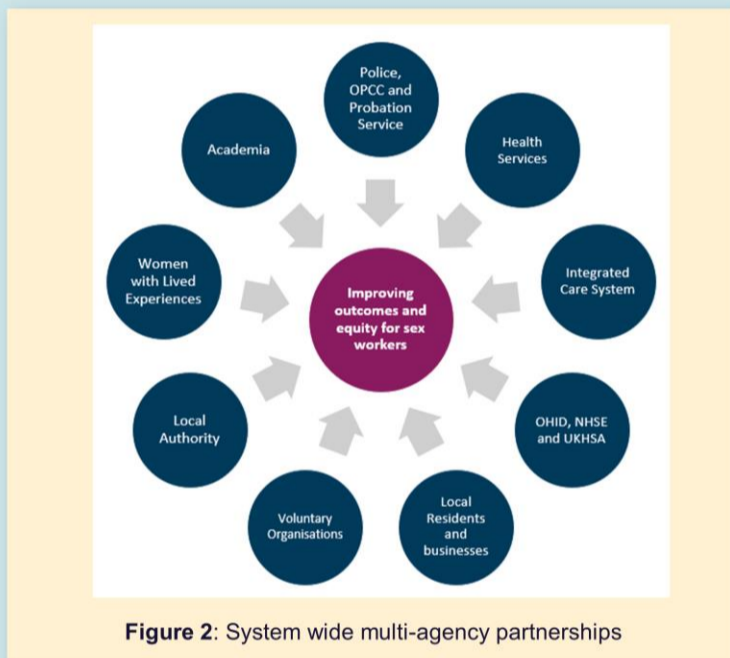 Police,
OPCC and
Probation
Service
Health
Services
Integrated
Care System
OHID, NHSE
and UKHSA
Local
Residents
and
businesses
Voluntary
Organisations
Local
Authority
Women
with Lived
Experiences
Academia
Improving
outcomes and
equity for sex
workers
Figure 2: System wide multi-agency partnerships